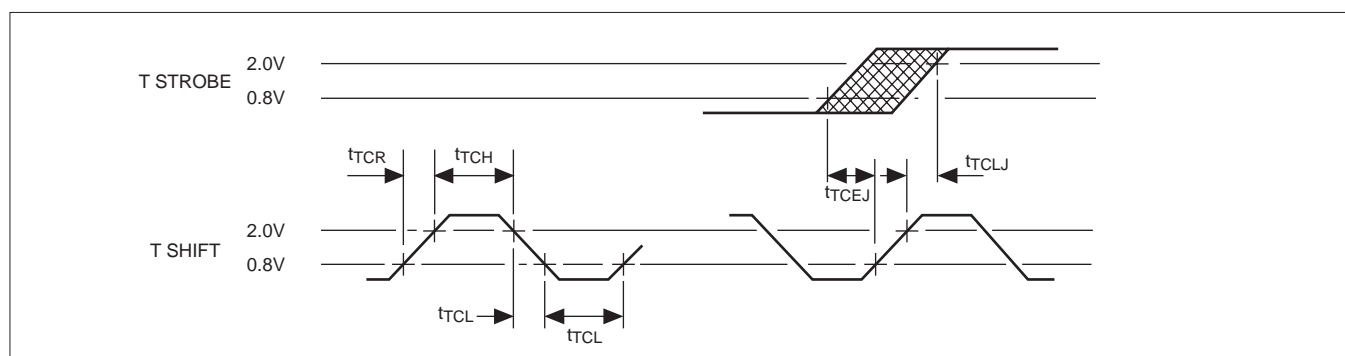 T STROBE
2.0V
0.8V
tTCR
tTCH
tTCEJ
tTCLJ
T SHIFT
2.0V
0.8V
tTCL
tTCL